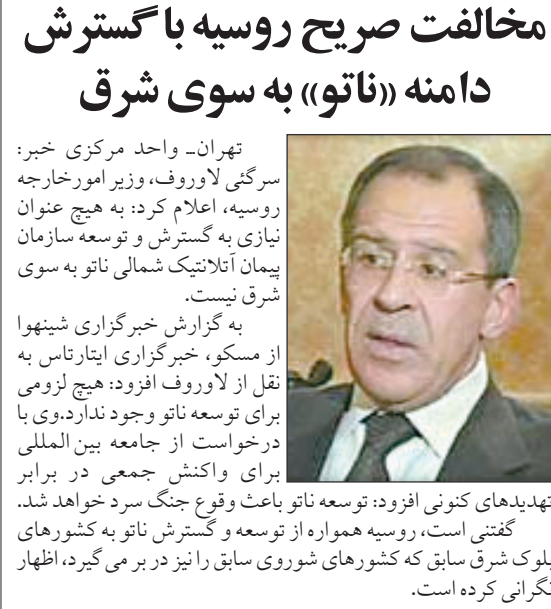 مخالفت صریح روسیه با گسترش
دامنه «ناتو» به سوی شرق
تهران_ واحد مرکزی خبر:
سرگئی لاوروف، وزیر امورخارجه
روسیه، اعلام کرد: به هیچ عنوان
نیازی به گسترش و توسعه سازمان
پیمان آتلانتیک شمالی ناتو به سوی
شرق نیست.
به گزارش خبرگزاری شینهوا
از مسکو، خبرگزاری ایتارتاس به
نقل از لاوروف افزود: هیچ لزومی
برای توسعه ناتو وجود ندارد.وی با
درخواست از جامعه بین المللی
برای واکنش جمعی در برابر
تهدیدهای کنونی افزود: توسعه ناتو باعث وقوع جنگ سرد خواهد شد.
گفتنی است، روسیه همواره از توسعه و گسترش ناتو به کشورهای
بلوک شرق سابق که کشورهای شوروی سابق را نیز در بر می گیرد، اظهار
نگرانی کرده است.